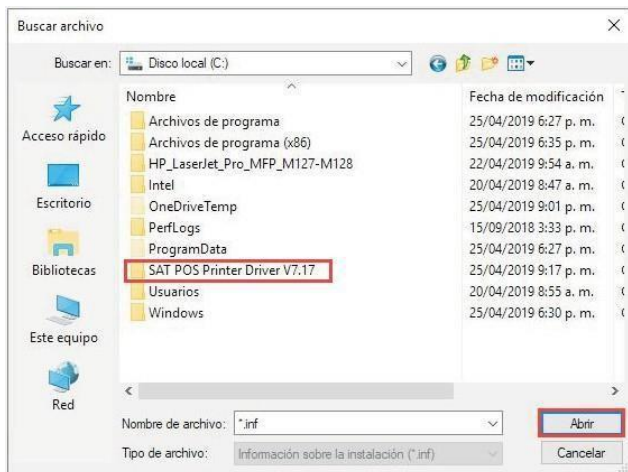 Buscar archivo
Buscar en: Disco local (C:)
Nombre Fecha de modificación
Archivos de programa 25/04/2019 6:27 p. m.
Archivos de programa (x86) 25/04/2019 6:35 p. m.
HP_LaserJet_Pro_MFP_M127-M128 22/04/2019 9:54 a. m.
Intel 20/04/2019 8:47 a. m.
OneDriveTemp 25/04/2019 9:01 p. m.
PerfLogs 15/09/2018 3:33 p. m.
ProgramData 25/04/2019 6:27 p. m.
SAT POS Printer Driver V7.17 25/04/2019 9:17 p. m.
Usuarios 20/04/2019 8:55 a. m.
Windows 25/04/2019 6:30 p. m.
Acceso rápido
Escritorio
Bibliotecas
Este equipo
Red
Nombre de archivo: *.inf Abrir
Tipo de archivo: Información sobre la instalación (*.inf) Cancelar